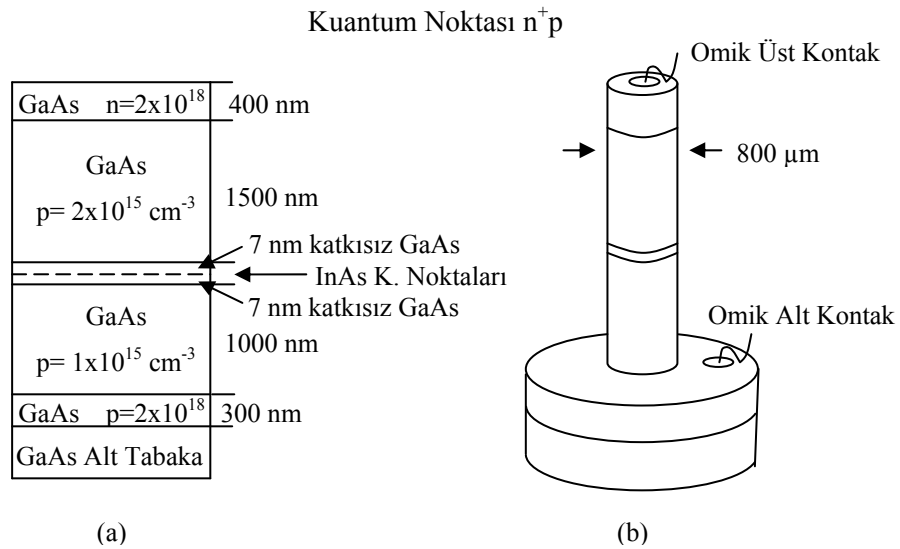 Kuantum Noktası n⁺p
GaAs n=2x10¹⁸
400 nm
GaAs
p= 2x10¹⁵ cm⁻³
1500 nm
7 nm katkısız GaAs
InAs K. Noktaları
7 nm katkısız GaAs
GaAs
p= 1x10¹⁵ cm⁻³
1000 nm
GaAs p=2x10¹⁸
300 nm
GaAs Alt Tabaka
(a)
Omik Üst Kontak
800 µm
Omik Alt Kontak
(b)